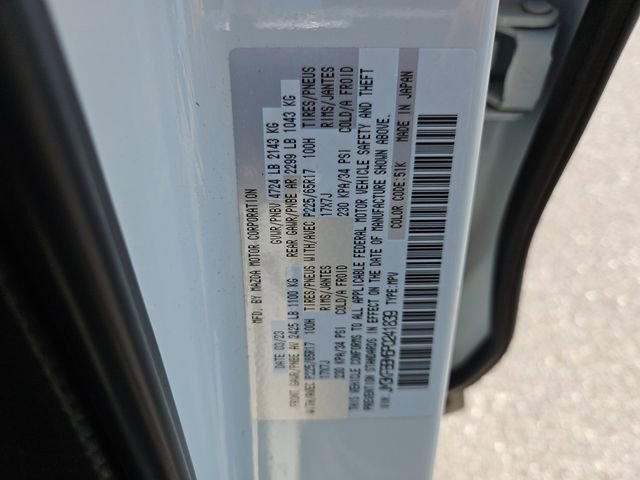 MFD. BY MAZDA MOTOR CORPORATION
DATE 03/23 GVWR/PNBV 4724 LB 2143 KG
FRONT GAWR/PNBE AV 2425 LB 1100 KG REAR GAWR/PNBE AR 2299 LB 1043 KG
WITH/AVEC P225/65R17 100H TIRES/PNEUS WITH/AVEC P225/65R17 100H TIRES/PNEUS
17X7J RIMS/JANTES 17X7J RIMS/JANTES
230 KPA/34 PSI COLD/A FROID 230 KPA/34 PSI COLD/A FROID
THIS VEHICLE CONFORMS TO ALL APPLICABLE FEDERAL MOTOR VEHICLE SAFETY AND THEFT
PREVENTION STANDARDS IN EFFECT ON THE DATE OF MANUFACTURE SHOWN ABOVE.
VIN: TYPE:MPV COLOR CODE:51K MADE IN JAPAN